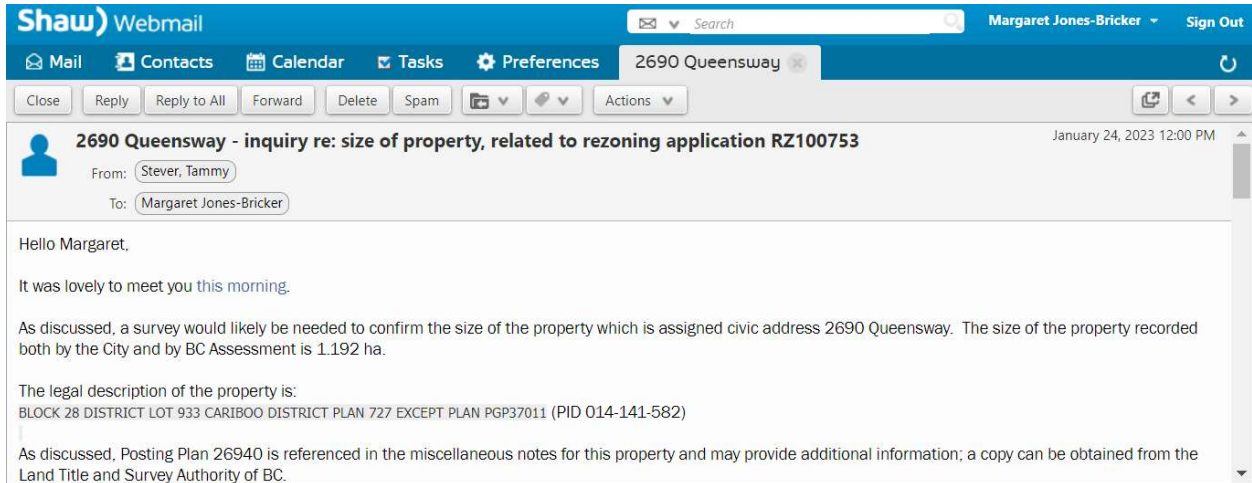 Shaw) Webmail
Search
Margaret Jones-Bricker
Sign Out
Mail
Contacts
Calendar
Tasks
Preferences
2690 Queensway
Close
Reply
Reply to All
Forward
Delete
Spam
Actions
2690 Queensway - inquiry re: size of property, related to rezoning application RZ100753
January 24, 2023 12:00 PM
From: Stever, Tammy
To: Margaret Jones-Bricker
Hello Margaret,
It was lovely to meet you this morning.
As discussed, a survey would likely be needed to confirm the size of the property which is assigned civic address 2690 Queensway. The size of the property recorded
both by the City and by BC Assessment is 1.192 ha.
The legal description of the property is:
BLOCK 28 DISTRICT LOT 933 CARIBOO DISTRICT PLAN 727 EXCEPT PLAN PGP37011 (PID 014-141-582)
As discussed, Posting Plan 26940 is referenced in the miscellaneous notes for this property and may provide additional information; a copy can be obtained from the
Land Title and Survey Authority of BC.